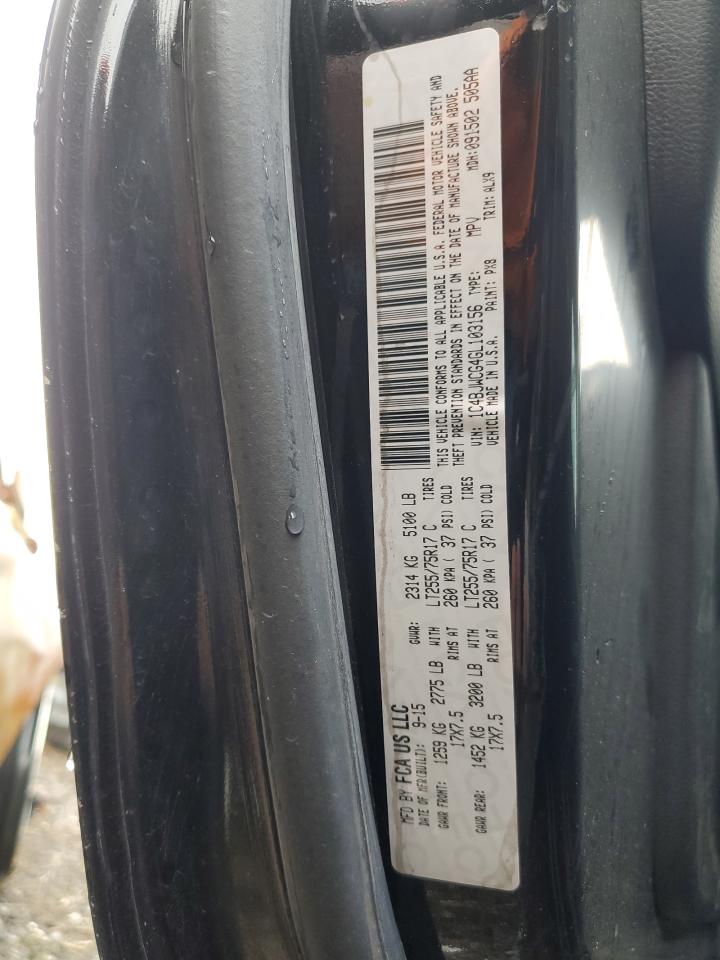 MFD BY FCA US LLC
DATE OF MFR(BUILT): 9-15 GVWR: 2314 KG 5100 LB
GAWR FRONT: 1259 KG 2775 LB WITH LT255/75R17 C TIRES
17X7.5 RIMS AT 260 KPA ( 37 PSI) COLD
GAWR REAR: 1452 KG 3200 LB WITH LT255/75R17 C TIRES
17X7.5 RIMS AT 260 KPA ( 37 PSI) COLD
THIS VEHICLE CONFORMS TO ALL APPLICABLE U.S.A. FEDERAL MOTOR VEHICLE SAFETY AND
THEFT PREVENTION STANDARDS IN EFFECT ON THE DATE OF MANUFACTURE SHOWN ABOVE.
VIN: 1C4BJWCG4GL103156 TYPE: MPV MDH:091502 505AA
VEHICLE MADE IN U.S.A. PAINT: PX8 TRIM: ALX9